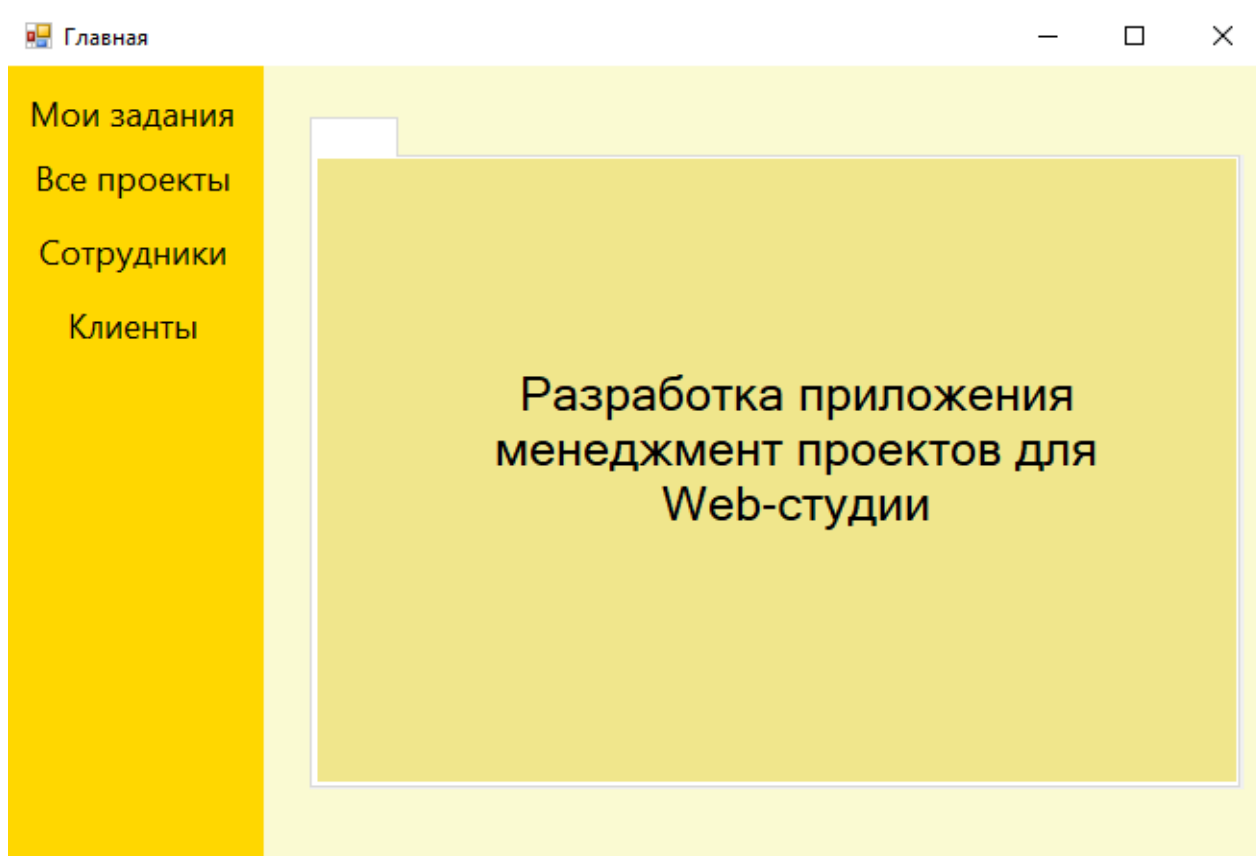 Главная
Мои задания
Все проекты
Сотрудники
Клиенты
Разработка приложения
менеджмент проектов для
Web-студии